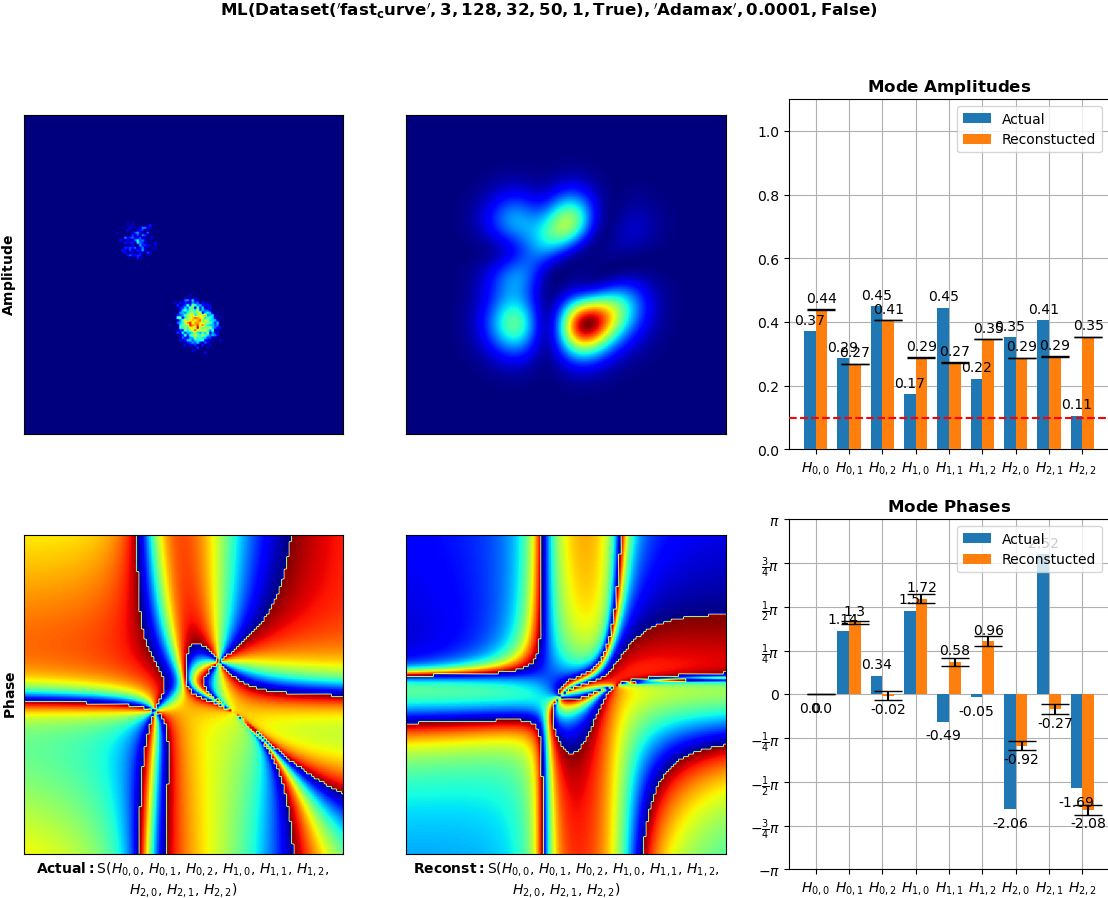 ML(Dataset('fast_curve', 3, 128, 32, 50, 1, True), 'Adamax', 0.0001, False)
Amplitude
Mode Amplitudes
Actual
Reconstucted
1.0
0.8
0.6
0.4
0.2
0.0
0.37
0.44
0.29
0.27
0.45
0.41
0.17
0.29
0.45
0.27
0.22
0.35
0.35
0.29
0.41
0.29
0.11
0.35
H0,0 H0,1 H0,2 H1,0 H1,1 H1,2 H2,0 H2,1 H2,2
Phase
Mode Phases
Actual
Reconstucted
π
3/4π
1/2π
1/4π
0
−1/4π
−1/2π
−3/4π
−π
0.0
0.0
1.14
1.3
0.34
-0.02
1.72
-0.49
0.58
-0.05
0.96
-2.06
-0.92
2.52
-0.27
-1.69
-2.08
H0,0 H0,1 H0,2 H1,0 H1,1 H1,2 H2,0 H2,1 H2,2
Actual: S(H0,0, H0,1, H0,2, H1,0, H1,1, H1,2,
H2,0, H2,1, H2,2)
Reconst: S(H0,0, H0,1, H0,2, H1,0, H1,1, H1,2,
H2,0, H2,1, H2,2)